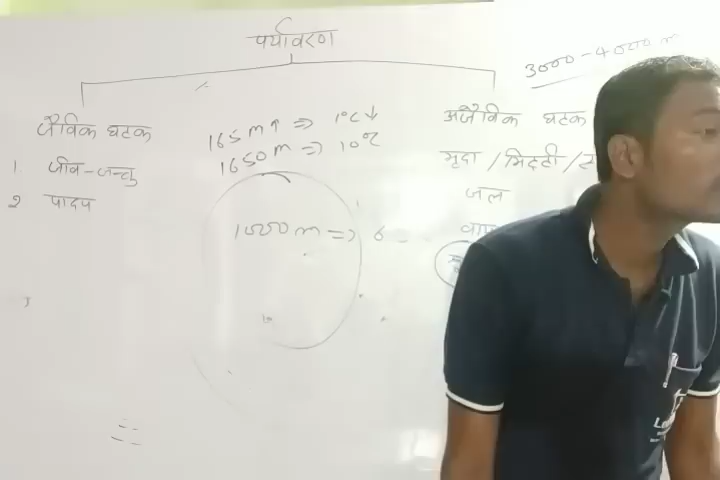 पर्यावरण
3000 - 4000 m
जैविक घटक
1. जीव-जन्तु
2 पादप
165 m↑ ⇒ 1°C↓
1650 m ⇒ 10°C
1000 m ⇒ 6
अजैविक घटक
मृदा / मिट्टी /
जल